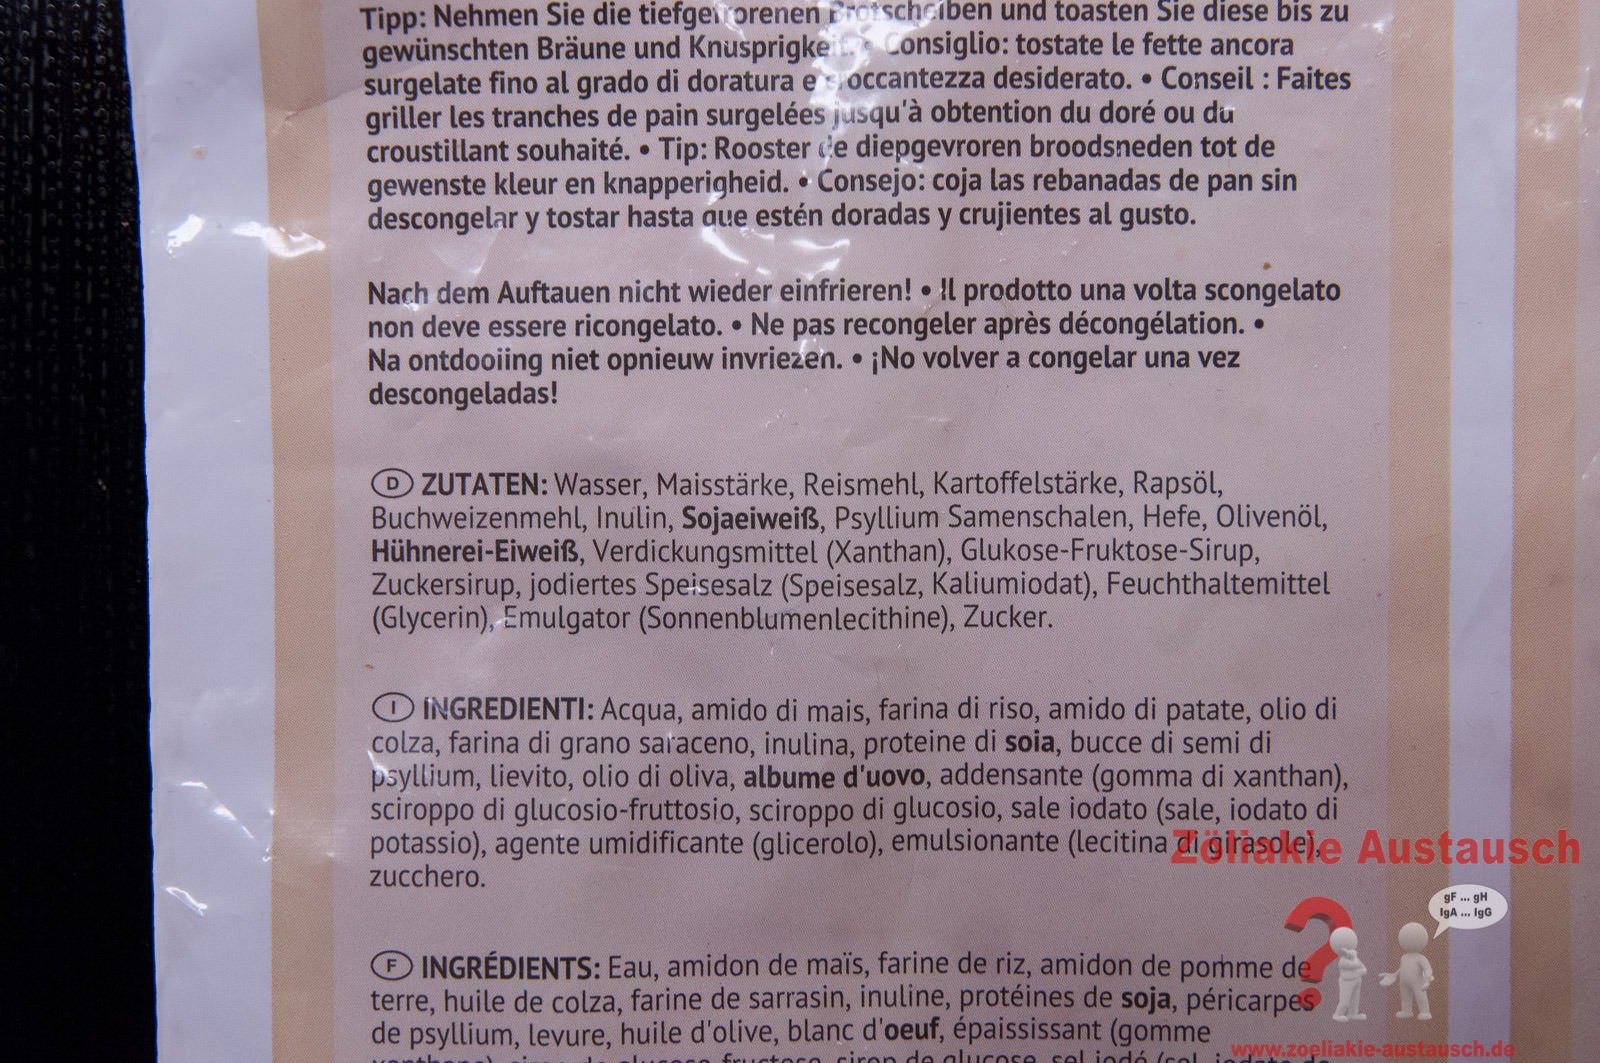 Tipp: Nehmen Sie die tiefgefrorenen Brotscheiben und toasten Sie diese bis zu
gewünschten Bräune und Knusprigkeit. • Consiglio: tostate le fette ancora
surgelate fino al grado di doratura e croccantezza desiderato. • Conseil : Faites
griller les tranches de pain surgelées jusqu'à obtention du doré ou du
croustillant souhaité. • Tip: Rooster de diepgevroren broodsneden tot de
gewenste kleur en knapperigheid. • Consejo: coja las rebanadas de pan sin
descongelar y tostar hasta que estén doradas y crujientes al gusto.
Nach dem Auftauen nicht wieder einfrieren! • Il prodotto una volta scongelato
non deve essere ricongelato. • Ne pas recongeler après décongélation. •
Na ontdooiing niet opnieuw invriezen. • ¡No volver a congelar una vez
descongeladas!
D ZUTATEN: Wasser, Maisstärke, Reismehl, Kartoffelstärke, Rapsöl,
Buchweizenmehl, Inulin, Sojaeiweiß, Psyllium Samenschalen, Hefe, Olivenöl,
Hühnerei-Eiweiß, Verdickungsmittel (Xanthan), Glukose-Fruktose-Sirup,
Zuckersirup, jodiertes Speisesalz (Speisesalz, Kaliumiodat), Feuchthaltemittel
(Glycerin), Emulgator (Sonnenblumenlecithine), Zucker.
I INGREDIENTI: Acqua, amido di mais, farina di riso, amido di patate, olio di
colza, farina di grano saraceno, inulina, proteine di soia, bucce di semi di
psyllium, lievito, olio di oliva, albume d'uovo, addensante (gomma di xanthan),
sciroppo di glucosio-fruttosio, sciroppo di glucosio, sale iodato (sale, iodato di
potassio), agente umidificante (glicerolo), emulsionante (lecitina di girasole),
zucchero.
Zöliakie Austausch
gF ... gH
IgA ... IgG
F INGRÉDIENTS: Eau, amidon de maïs, farine de riz, amidon de pomme de
terre, huile de colza, farine de sarrasin, inuline, protéines de soja, péricarpes
de psyllium, levure, huile d'olive, blanc d'oeuf, épaississant (gomme
xanthane), sirop de glucose-fructose, sirop de glucose, sel iodé (sel,
www.zoeliakie-austausch.de